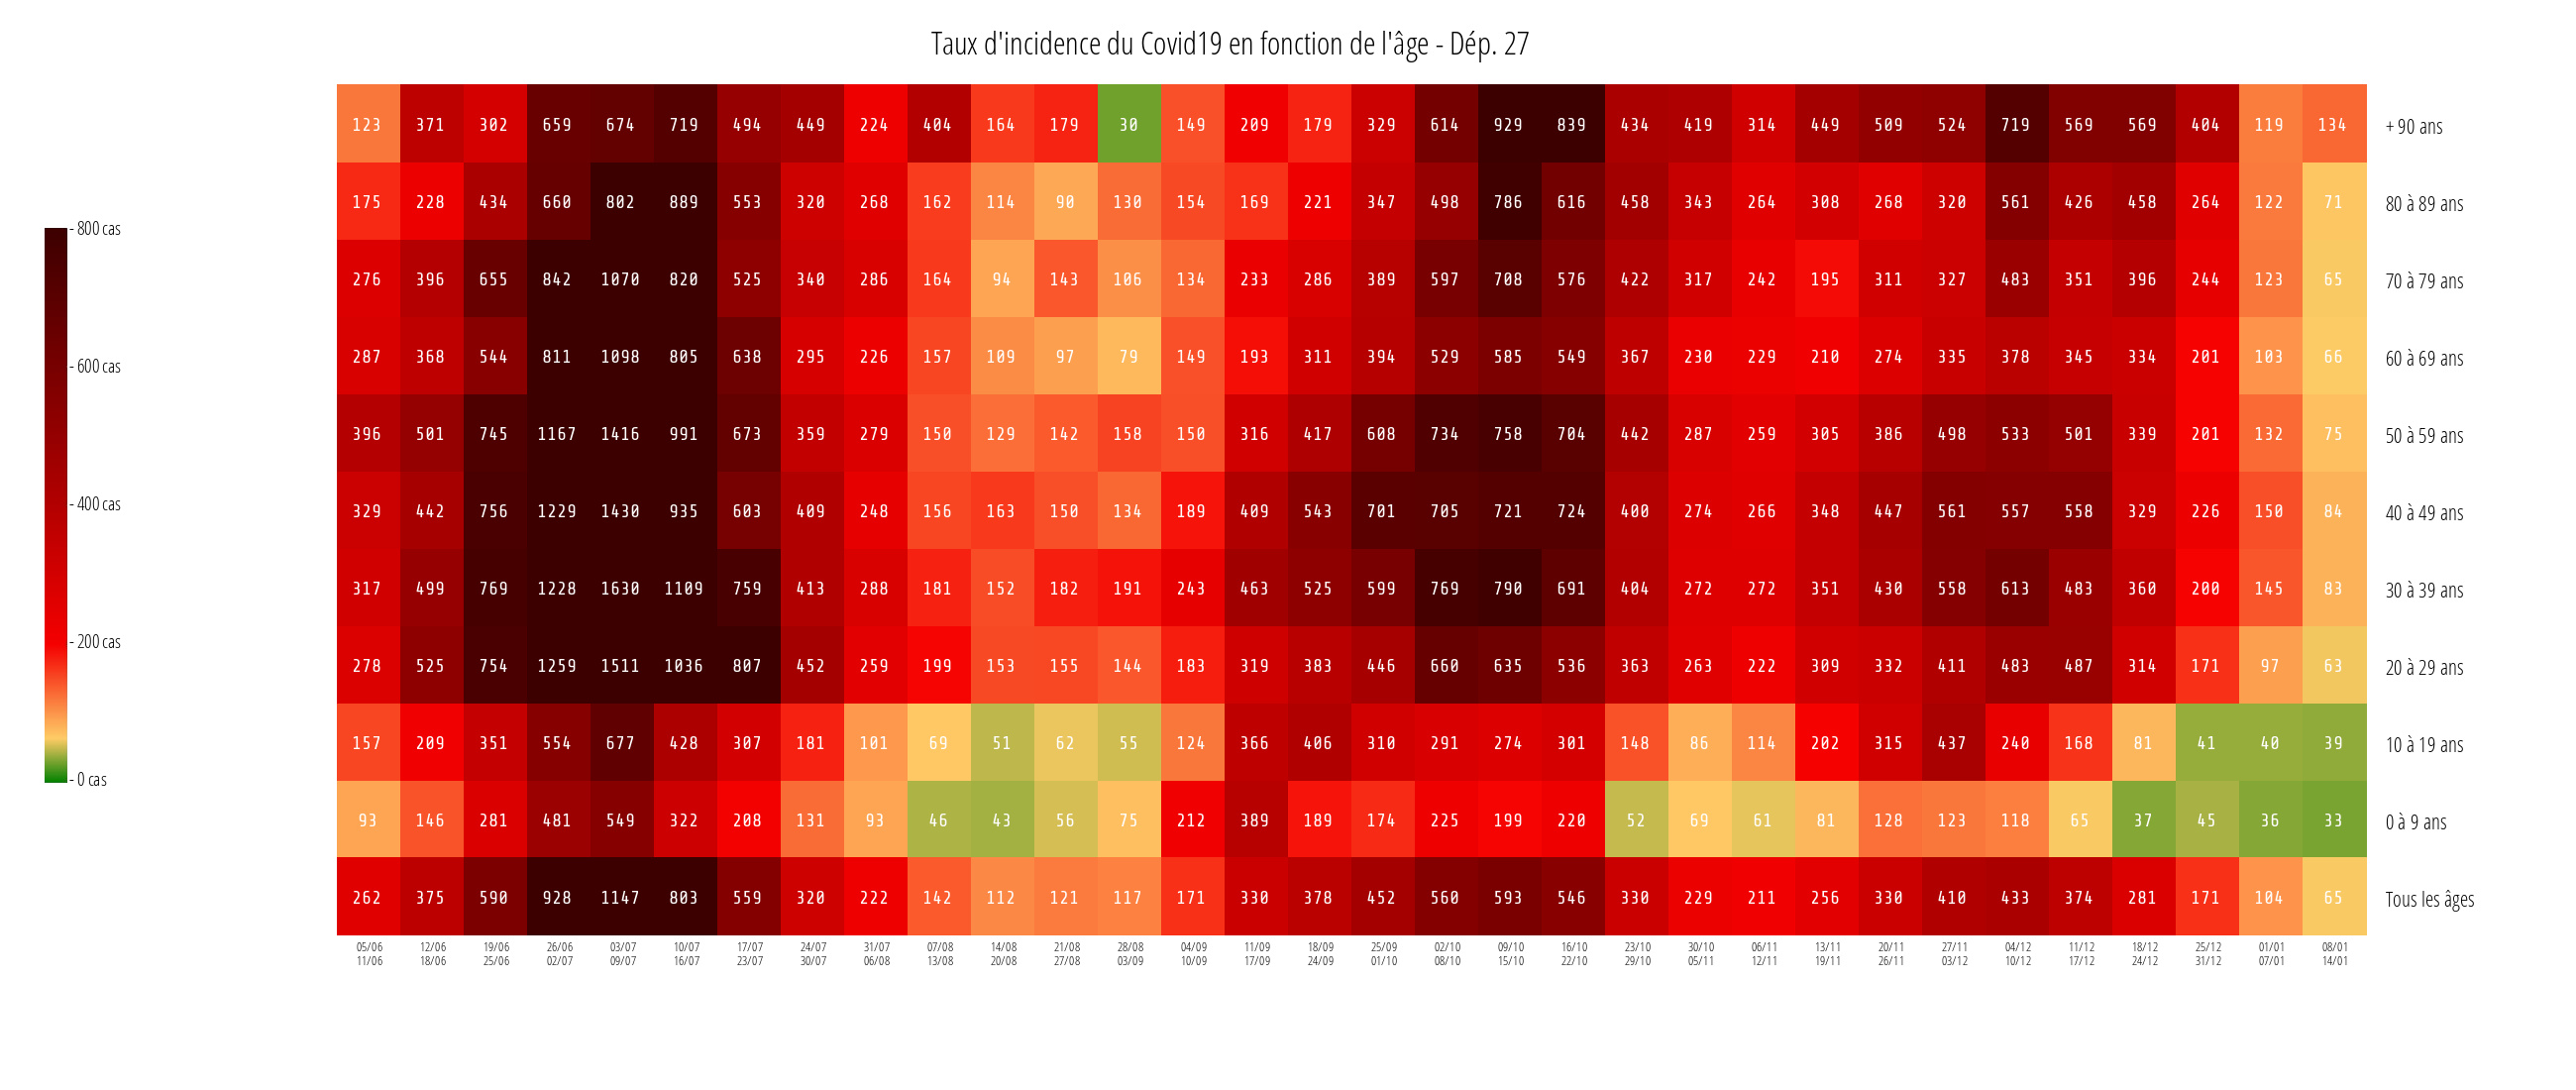 Taux d'incidence du Covid19 en fonction de l'âge - Dép. 27
- 800 cas
- 600 cas
- 400 cas
- 200 cas
- 0 cas
123 371 302 659 674 719 494 449 224 404 164 179 30 149 209 179 329 614 929 839 434 419 314 449 509 524 719 569 569 404 119 134 + 90 ans
175 228 434 660 802 889 553 320 268 162 114 90 130 154 169 221 347 498 786 616 458 343 264 308 268 320 561 426 458 264 122 71 80 à 89 ans
276 396 655 842 1070 820 525 340 286 164 94 143 106 134 233 286 389 597 708 576 422 317 242 195 311 327 483 351 396 244 123 65 70 à 79 ans
287 368 544 811 1098 805 638 295 226 157 109 97 79 149 193 311 394 529 585 549 367 230 229 210 274 335 378 345 334 201 103 66 60 à 69 ans
396 501 745 1167 1416 991 673 359 279 150 129 142 158 150 316 417 608 734 758 704 442 287 259 305 386 498 533 501 339 201 132 75 50 à 59 ans
329 442 756 1229 1430 935 603 409 248 156 163 150 134 189 409 543 701 705 721 724 400 274 266 348 447 561 557 558 329 226 150 84 40 à 49 ans
317 499 769 1228 1630 1109 759 413 288 181 152 182 191 243 463 525 599 769 790 691 404 272 272 351 430 558 613 483 360 200 145 83 30 à 39 ans
278 525 754 1259 1511 1036 807 452 259 199 153 155 144 183 319 383 446 660 635 536 363 263 222 309 332 411 483 487 314 171 97 63 20 à 29 ans
157 209 351 554 677 428 307 181 101 69 51 62 55 124 366 406 310 291 274 301 148 86 114 202 315 437 240 168 81 41 40 39 10 à 19 ans
93 146 281 481 549 322 208 131 93 46 43 56 75 212 389 189 174 225 199 220 52 69 61 81 128 123 118 65 37 45 36 33 0 à 9 ans
262 375 590 928 1147 803 559 320 222 142 112 121 117 171 330 378 452 560 593 546 330 229 211 256 330 410 433 374 281 171 104 65 Tous les âges
05/06 12/06 19/06 26/06 03/07 10/07 17/07 24/07 31/07 07/08 14/08 21/08 28/08 04/09 11/09 18/09 25/09 02/10 09/10 16/10 23/10 30/10 06/11 13/11 20/11 27/11 04/12 11/12 18/12 25/12 01/01 08/01
11/06 18/06 25/06 02/07 09/07 16/07 23/07 30/07 06/08 13/08 20/08 27/08 03/09 10/09 17/09 24/09 01/10 08/10 15/10 22/10 29/10 05/11 12/11 19/11 26/11 03/12 10/12 17/12 24/12 31/12 07/01 14/01